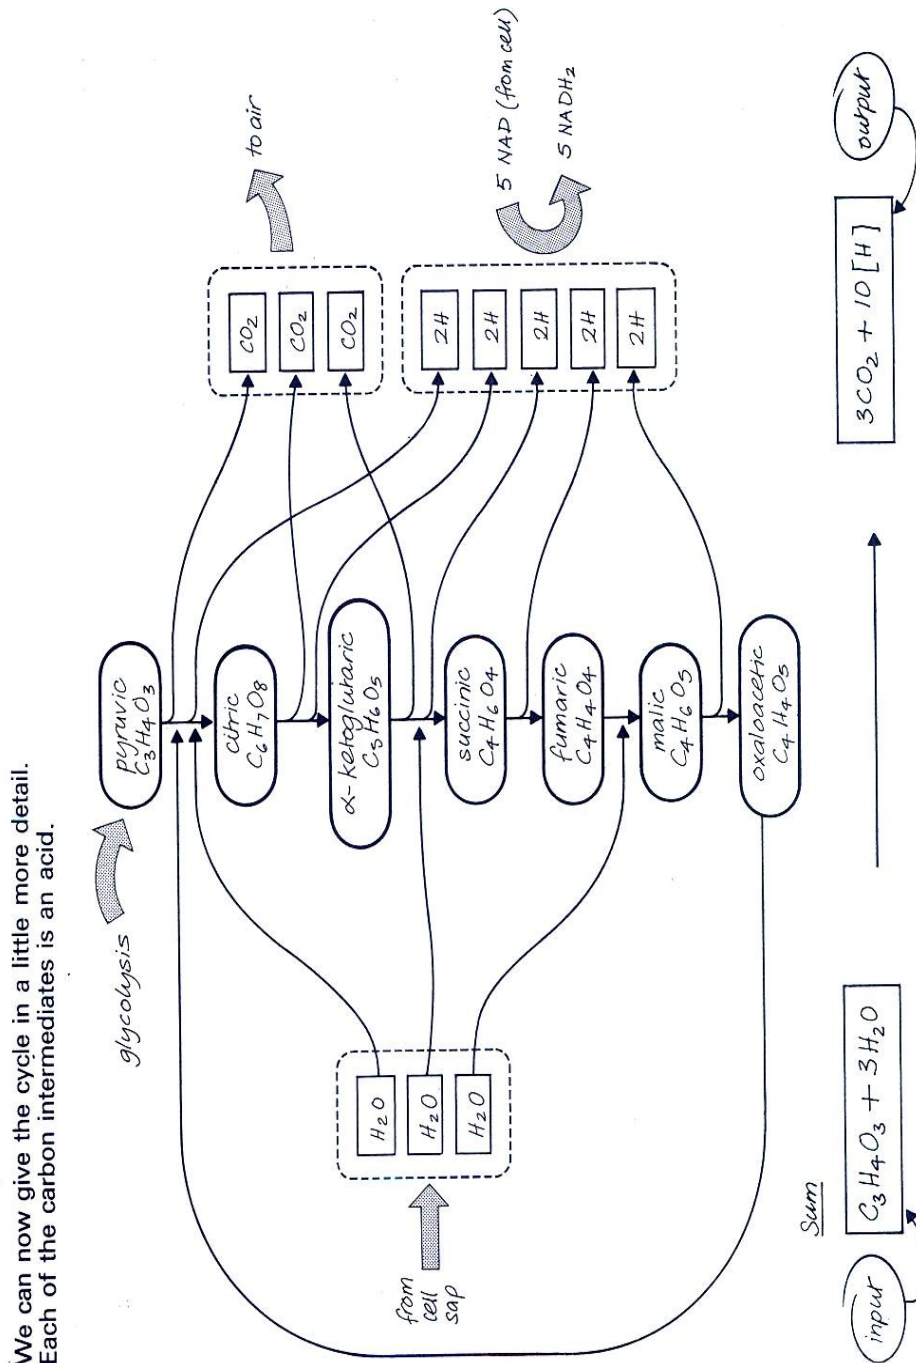 We can now give the cycle in a little more detail.
Each of the carbon intermediates is an acid.
glycolysis
pyruvic
C₃H₄O₃
citric
C₆H₇O₈
α-ketoglutaric
C₅H₆O₅
succinic
C₄H₆O₄
fumaric
C₄H₄O₄
malic
C₄H₆O₅
oxaloacetic
C₄H₄O₅
from
cell
sap
H₂O
H₂O
H₂O
CO₂
CO₂
CO₂
to air
2H
2H
2H
2H
2H
5 NAD (from cell)
5 NADH₂
Sum
input
C₃H₄O₃ + 3H₂O
3CO₂ + 10[H]
output